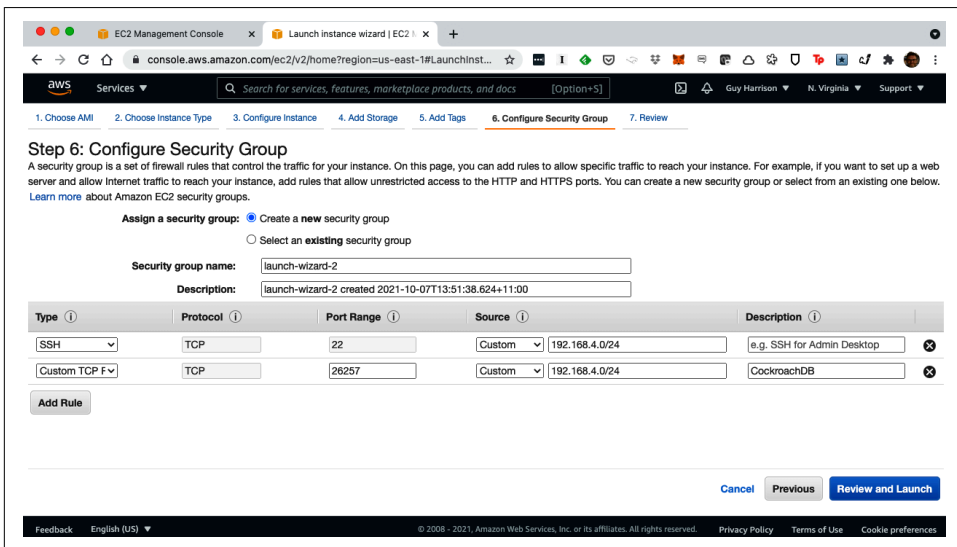 EC2 Management Console
Launch instance wizard | EC2 M
console.aws.amazon.com/ec2/v2/home?region=us-east-1#LaunchInst...
aws Services Search for services, features, marketplace products, and docs [Option+S] Guy Harrison N. Virginia Support
1. Choose AMI 2. Choose Instance Type 3. Configure Instance 4. Add Storage 5. Add Tags 6. Configure Security Group 7. Review
Step 6: Configure Security Group
A security group is a set of firewall rules that control the traffic for your instance. On this page, you can add rules to allow specific traffic to reach your instance. For example, if you want to set up a web
server and allow Internet traffic to reach your instance, add rules that allow unrestricted access to the HTTP and HTTPS ports. You can create a new security group or select from an existing one below.
Learn more about Amazon EC2 security groups.
Assign a security group: Create a new security group
Select an existing security group
Security group name: launch-wizard-2
Description: launch-wizard-2 created 2021-10-07T13:51:38.624+11:00
Type Protocol Port Range Source Description
SSH TCP 22 Custom 192.168.4.0/24 e.g. SSH for Admin Desktop
Custom TCP F TCP 26257 Custom 192.168.4.0/24 CockroachDB
Add Rule
Cancel Previous Review and Launch
Feedback English (US) © 2008 - 2021, Amazon Web Services, Inc. or its affiliates. All rights reserved. Privacy Policy Terms of Use Cookie preferences